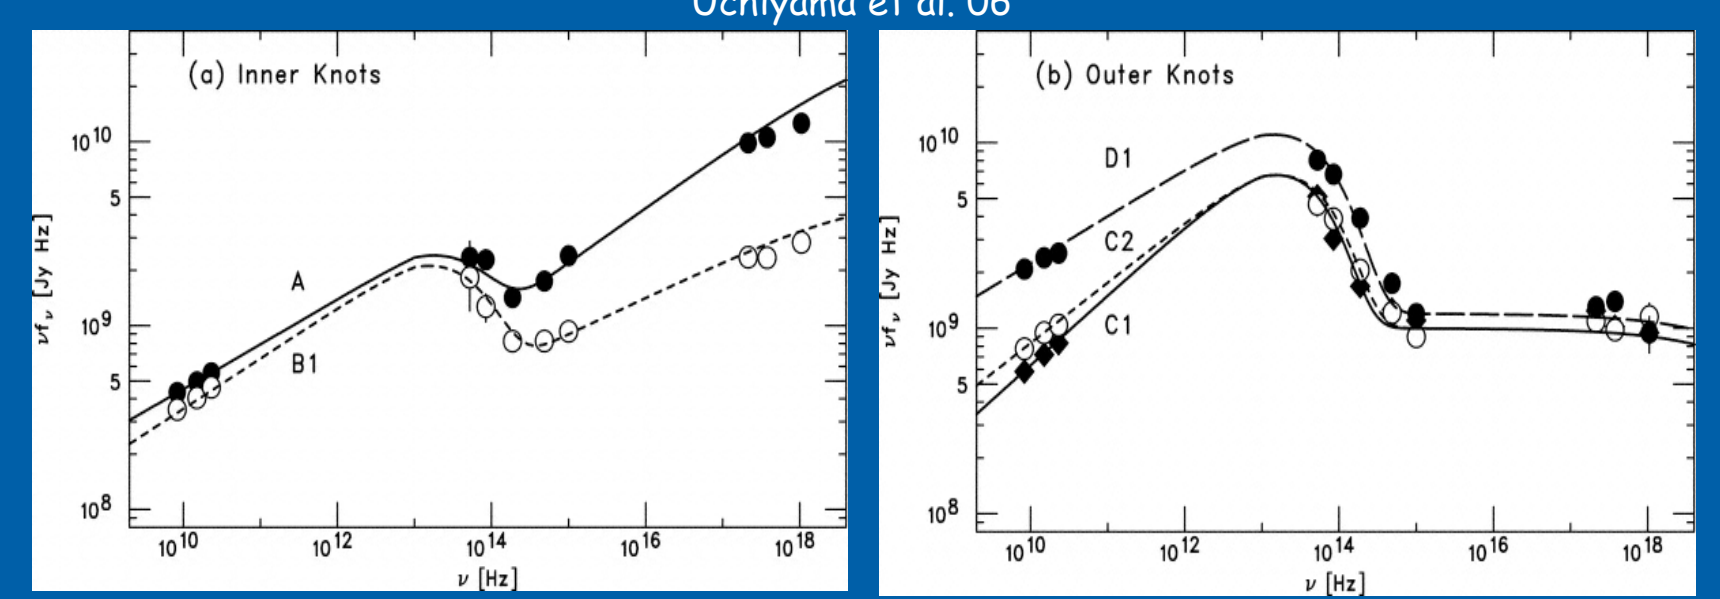 Uchiyama et al. 06
(a) Inner Knots
10^10
5
10^9
5
10^8
νf_ν [Jy Hz]
A
B1
10^10 10^12 10^14 10^16 10^18
ν [Hz]
(b) Outer Knots
10^10
5
10^9
5
10^8
νf_ν [Jy Hz]
D1
C2
C1
10^10 10^12 10^14 10^16 10^18
ν [Hz]